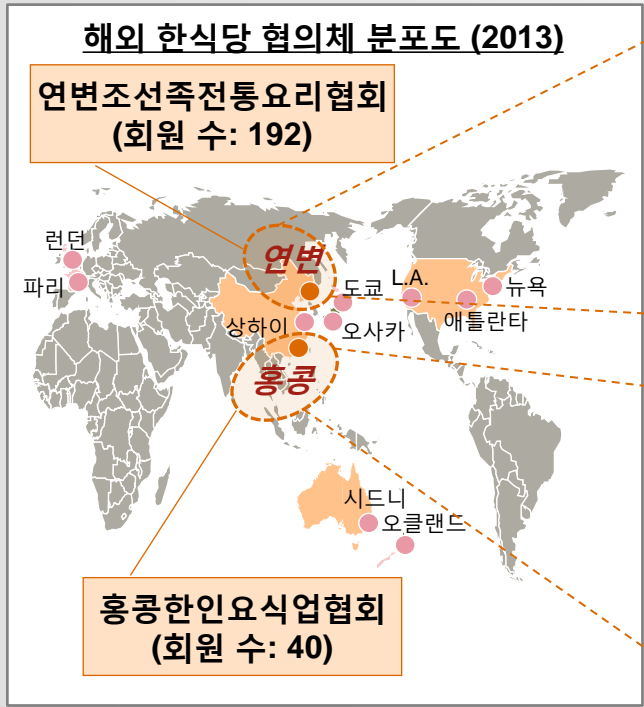 해외 한식당 협의체 분포도 (2013)
연변조선족전통요리협회
(회원 수: 192)
런던
파리
연변
도쿄
L.A.
뉴욕
애틀란타
상하이
오사카
홍콩
시드니
오클랜드
홍콩한인요식업협회
(회원 수: 40)